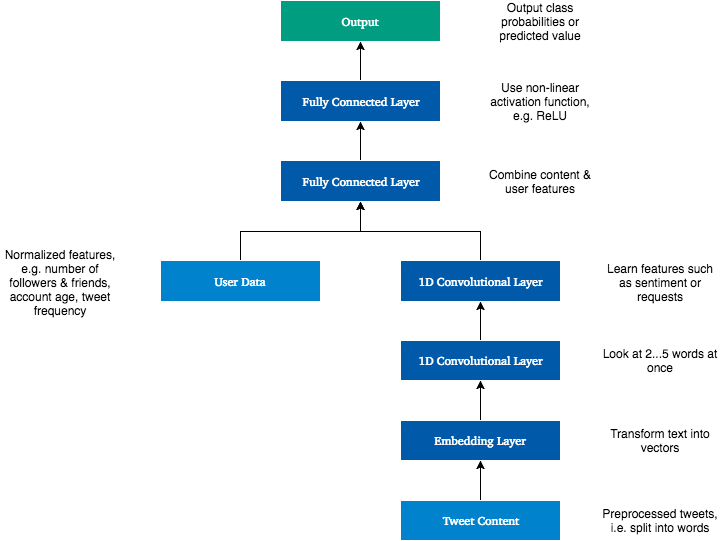 Output
Output class
probabilities or
predicted value
Fully Connected Layer
Use non-linear
activation function,
e.g. ReLU
Fully Connected Layer
Combine content &
user features
Normalized features,
e.g. number of
followers & friends,
account age, tweet
frequency
User Data
1D Convolutional Layer
Learn features such
as sentiment or
requests
1D Convolutional Layer
Look at 2...5 words at
once
Embedding Layer
Transform text into
vectors
Tweet Content
Preprocessed tweets,
i.e. split into words